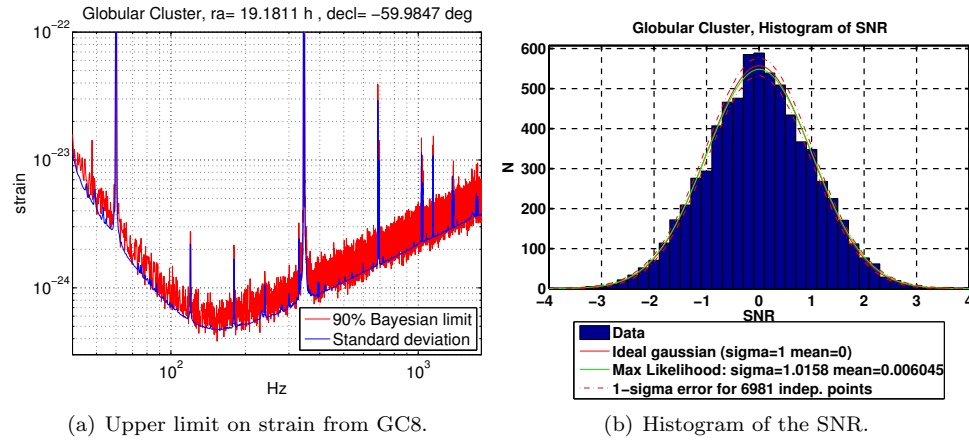 Globular Cluster, ra= 19.1811 h , decl= −59.9847 deg
10^−22
10^−23
10^−24
strain
10^2
10^3
Hz
90% Bayesian limit
Standard deviation
(a) Upper limit on strain from GC8.
Globular Cluster, Histogram of SNR
600
500
400
300
200
100
0
N
−4 −3 −2 −1 0 1 2 3 4
SNR
Data
Ideal gaussian (sigma=1 mean=0)
Max Likelihood: sigma=1.0158 mean=0.006045
1−sigma error for 6981 indep. points
(b) Histogram of the SNR.